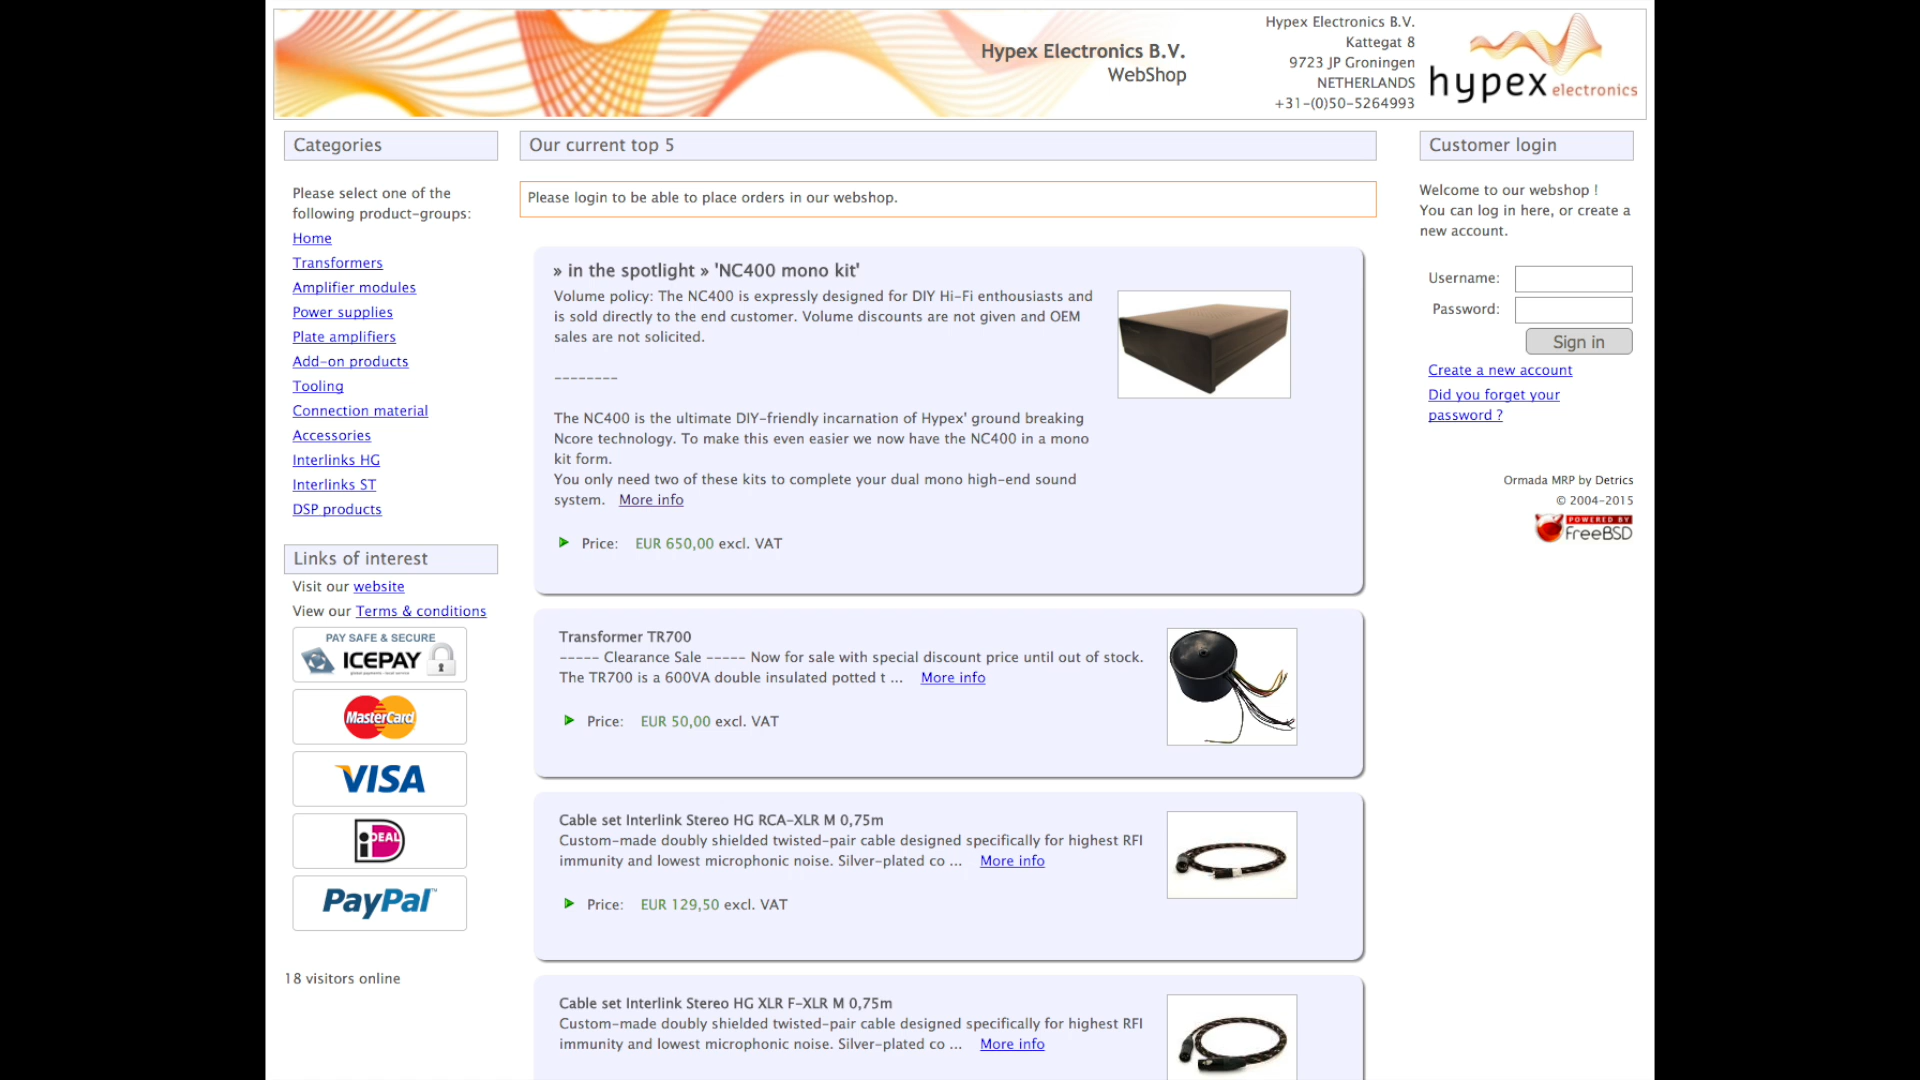 Hypex Electronics B.V.
WebShop
Hypex Electronics B.V.
Kattegat 8
9723 JP Groningen
NETHERLANDS
+31-(0)50-5264993
hypex electronics
Categories
Please select one of the
following product-groups:
Home
Transformers
Amplifier modules
Power supplies
Plate amplifiers
Add-on products
Tooling
Connection material
Accessories
Interlinks HG
Interlinks ST
DSP products
Links of interest
Visit our website
View our Terms & conditions
PAY SAFE & SECURE
ICEPAY
MasterCard
VISA
iDEAL
PayPal™
18 visitors online
Our current top 5
Please login to be able to place orders in our webshop.
» in the spotlight » 'NC400 mono kit'
Volume policy: The NC400 is expressly designed for DIY Hi-Fi enthusiasts and
is sold directly to the end customer. Volume discounts are not given and OEM
sales are not solicited.
--------
The NC400 is the ultimate DIY-friendly incarnation of Hypex' ground breaking
Ncore technology. To make this even easier we now have the NC400 in a mono
kit form.
You only need two of these kits to complete your dual mono high-end sound
system. More info
Price: EUR 650,00 excl. VAT
Transformer TR700
----- Clearance Sale ----- Now for sale with special discount price until out of stock.
The TR700 is a 600VA double insulated potted t ... More info
Price: EUR 50,00 excl. VAT
Cable set Interlink Stereo HG RCA-XLR M 0,75m
Custom-made doubly shielded twisted-pair cable designed specifically for highest RFI
immunity and lowest microphonic noise. Silver-plated co ... More info
Price: EUR 129,50 excl. VAT
Cable set Interlink Stereo HG XLR F-XLR M 0,75m
Custom-made doubly shielded twisted-pair cable designed specifically for highest RFI
immunity and lowest microphonic noise. Silver-plated co ... More info
Customer login
Welcome to our webshop !
You can log in here, or create a
new account.
Username:
Password:
Sign in
Create a new account
Did you forget your
password ?
Ormada MRP by Detrics
© 2004-2015
POWERED BY
FreeBSD